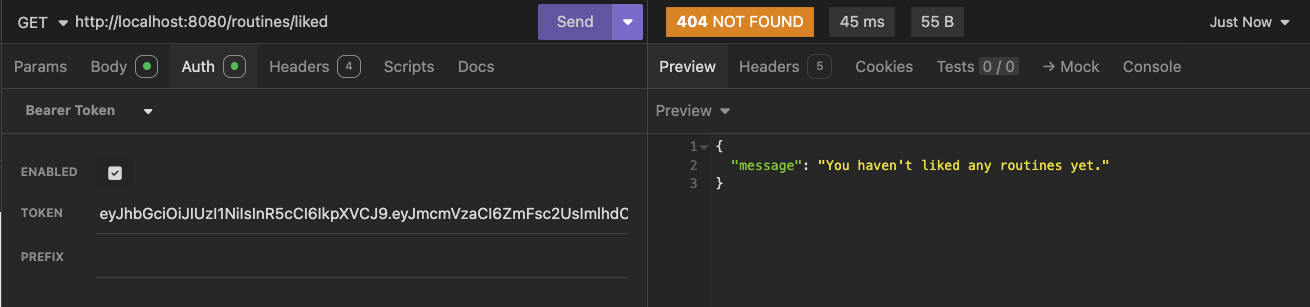 GET http://localhost:8080/routines/liked Send 404 NOT FOUND 45 ms 55 B Just Now
Params Body Auth Headers 4 Scripts Docs Preview Headers 5 Cookies Tests 0 / 0 → Mock Console
Bearer Token Preview
1 {
2 "message": "You haven't liked any routines yet."
3 }
ENABLED
TOKEN eyJhbGciOiJIUzI1NiIsInR5cCI6IkpXVCJ9.eyJmcmVzaCI6ZmFsc2UsImlhdC
PREFIX